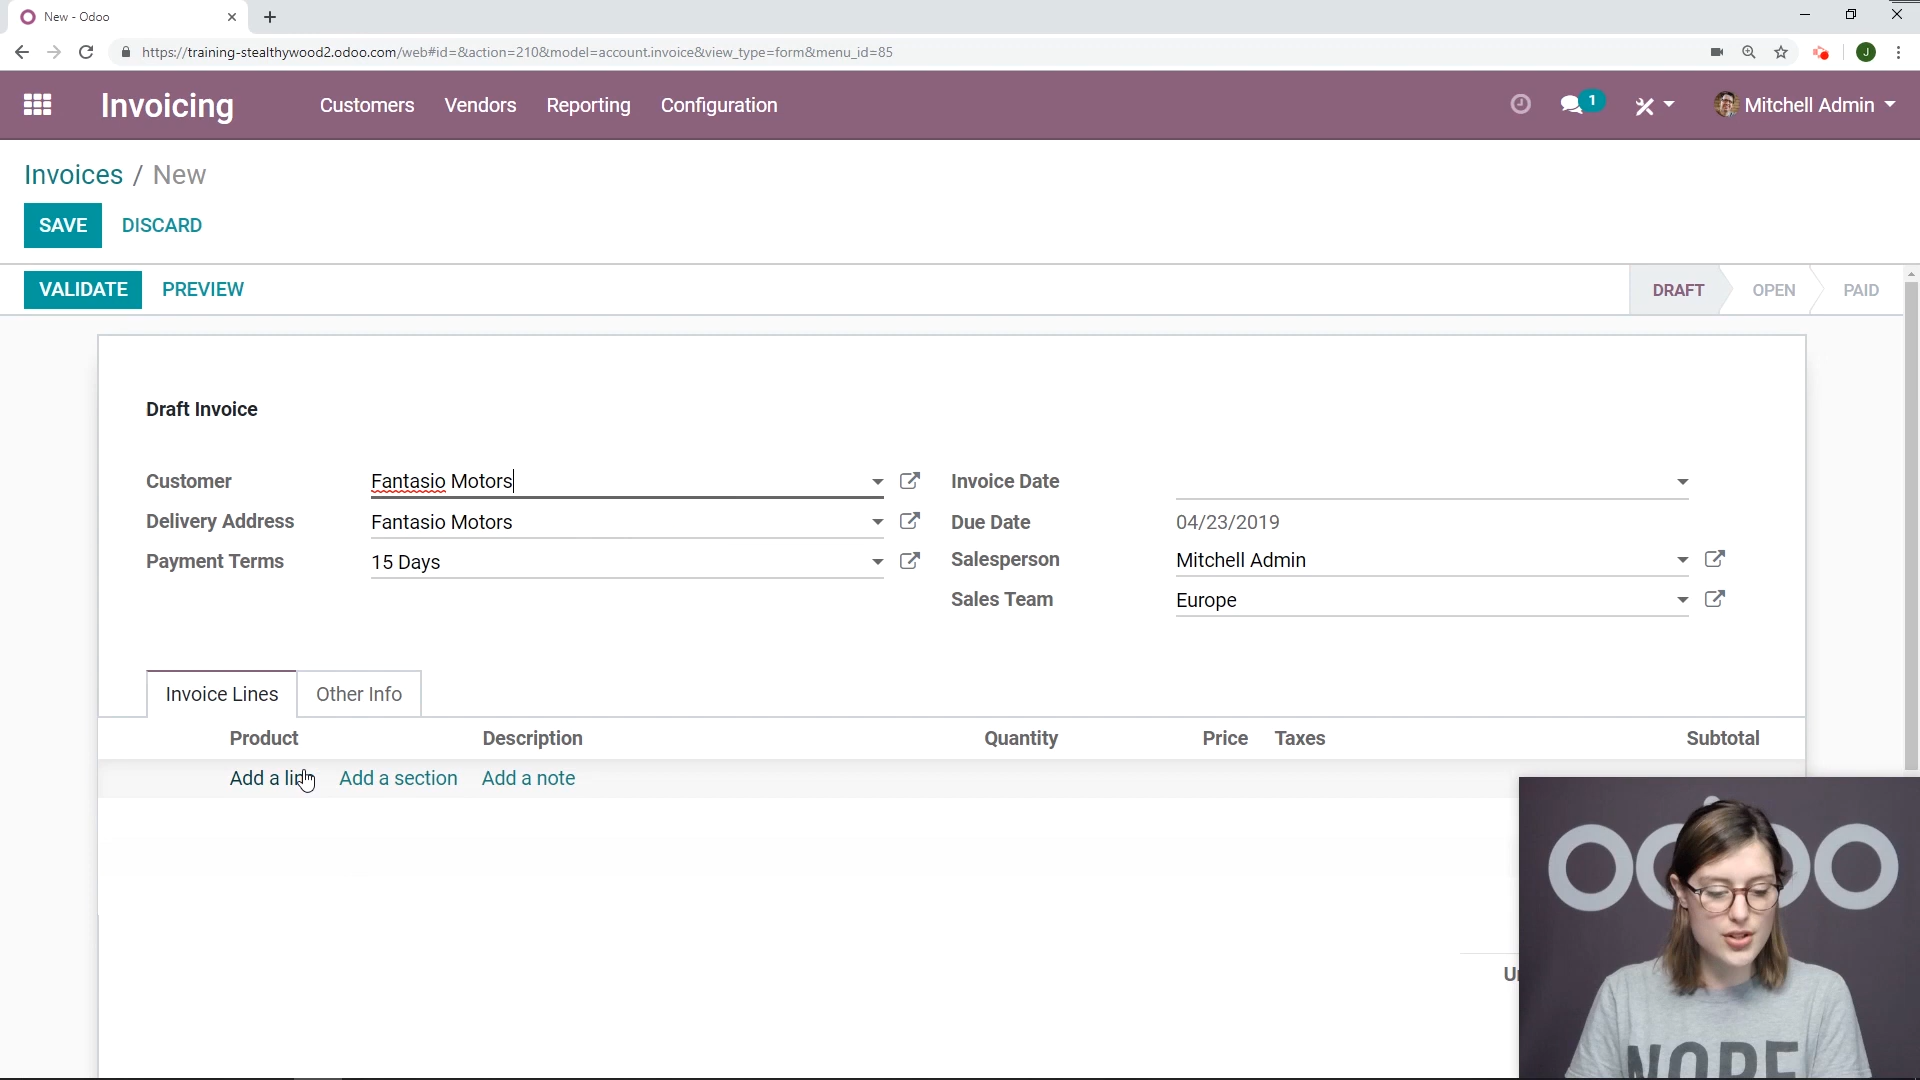 New - Odoo
https://training-stealthywood2.odoo.com/web#id=&action=210&model=account.invoice&view_type=form&menu_id=85
J
Invoicing Customers Vendors Reporting Configuration 1 Mitchell Admin
Invoices / New
SAVE DISCARD
VALIDATE PREVIEW DRAFT OPEN PAID
Draft Invoice
Customer Fantasio Motors Invoice Date
Delivery Address Fantasio Motors Due Date 04/23/2019
Payment Terms 15 Days Salesperson Mitchell Admin
Sales Team Europe
Invoice Lines Other Info
Product Description Quantity Price Taxes Subtotal
Add a line Add a section Add a note
odoo
NOPE